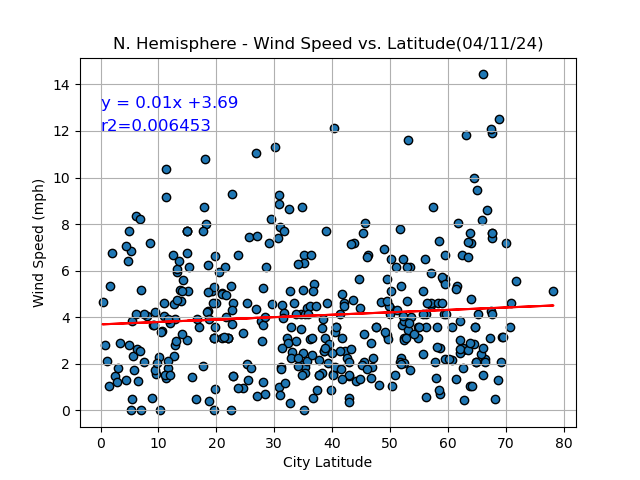 N. Hemisphere - Wind Speed vs. Latitude(04/11/24)
y = 0.01x +3.69
r2=0.006453
Wind Speed (mph)
14
12
10
8
6
4
2
0
0 10 20 30 40 50 60 70 80
City Latitude